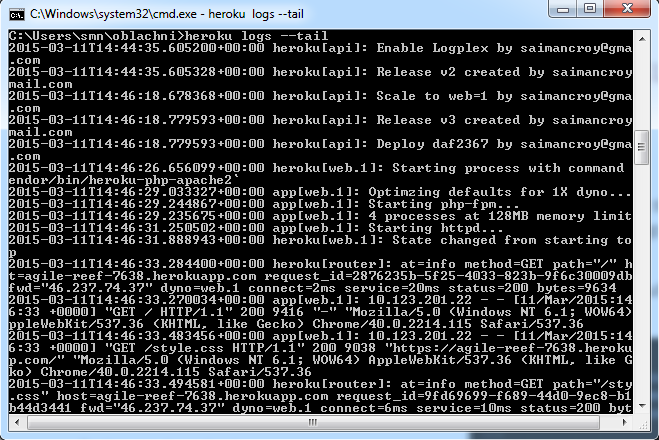 C:\Windows\system32\cmd.exe - heroku logs --tail
C:\Users\smn\oblachni>heroku logs --tail
2015-03-11T14:44:35.605200+00:00 heroku[api]: Enable Logplex by saimancroy@gma
.com
2015-03-11T14:44:35.605328+00:00 heroku[api]: Release v2 created by saimancroy
mail.com
2015-03-11T14:46:18.678368+00:00 heroku[api]: Scale to web=1 by saimancroy@gma
.com
2015-03-11T14:46:18.779593+00:00 heroku[api]: Release v3 created by saimancroy
mail.com
2015-03-11T14:46:18.779593+00:00 heroku[api]: Deploy daf2367 by saimancroy@gma
.com
2015-03-11T14:46:26.656099+00:00 heroku[web.1]: Starting process with command
endor/bin/heroku-php-apache2`
2015-03-11T14:46:29.033327+00:00 app[web.1]: Optimzing defaults for 1X dyno...
2015-03-11T14:46:29.244867+00:00 app[web.1]: Starting php-fpm...
2015-03-11T14:46:29.235675+00:00 app[web.1]: 4 processes at 128MB memory limit
2015-03-11T14:46:31.250502+00:00 app[web.1]: Starting httpd...
2015-03-11T14:46:31.888943+00:00 heroku[web.1]: State changed from starting to
p
2015-03-11T14:46:33.284400+00:00 heroku[router]: at=info method=GET path="/" h
t=agile-reef-7638.herokuapp.com request_id=2876235b-5f25-4033-823b-9f6c30009db
fwd="46.237.74.37" dyno=web.1 connect=2ms service=20ms status=200 bytes=9634
2015-03-11T14:46:33.270034+00:00 app[web.1]: 10.123.201.22 - - [11/Mar/2015:14
6:33 +0000] "GET / HTTP/1.1" 200 9416 "-" "Mozilla/5.0 (Windows NT 6.1; WOW64)
ppleWebKit/537.36 (KHTML, like Gecko) Chrome/40.0.2214.115 Safari/537.36
2015-03-11T14:46:33.483456+00:00 app[web.1]: 10.123.201.22 - - [11/Mar/2015:14
6:33 +0000] "GET /style.css HTTP/1.1" 200 9038 "https://agile-reef-7638.heroku
pp.com/" "Mozilla/5.0 (Windows NT 6.1; WOW64) AppleWebKit/537.36 (KHTML, like G
ko) Chrome/40.0.2214.115 Safari/537.36
2015-03-11T14:46:33.494581+00:00 heroku[router]: at=info method=GET path="/sty
.css" host=agile-reef-7638.herokuapp.com request_id=9fd69699-f689-44d0-9ec8-b1
b44d3441 fwd="46.237.74.37" dyno=web.1 connect=6ms service=10ms status=200 byt